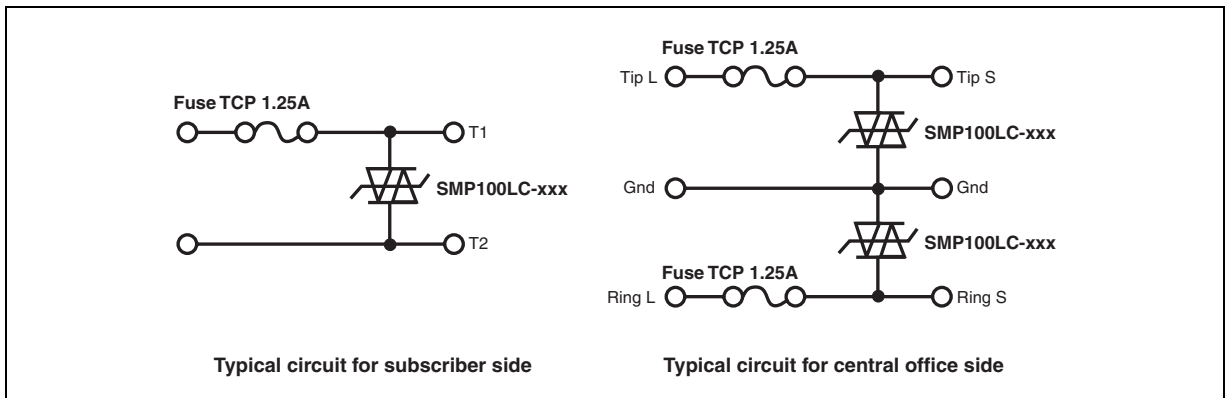 Fuse TCP 1.25A
T1
SMP100LC-xxx
T2
Typical circuit for subscriber side
Fuse TCP 1.25A
Tip L
Tip S
SMP100LC-xxx
Gnd
Gnd
SMP100LC-xxx
Fuse TCP 1.25A
Ring L
Ring S
Typical circuit for central office side